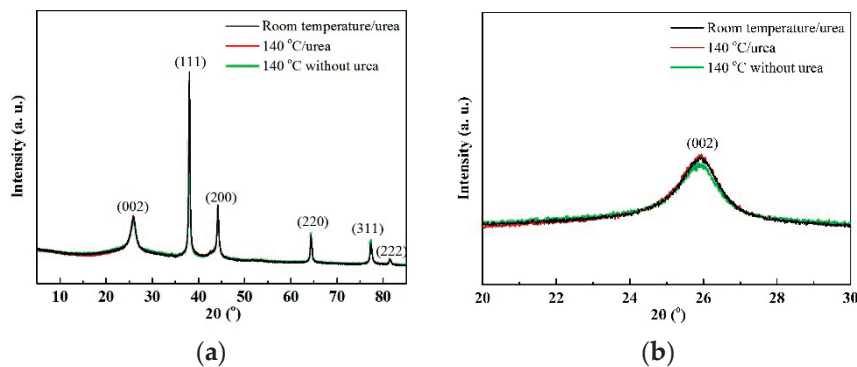 Room temperature/urea
140 °C/urea
140 °C without urea
(111)
(002)
(200)
(220)
(311)
(222)
Intensity (a. u.)
10 20 30 40 50 60 70 80
2θ (°)
(a)
Room temperature/urea
140 °C/urea
140 °C without urea
(002)
Intensity (a. u.)
20 22 24 26 28 30
2θ (°)
(b)